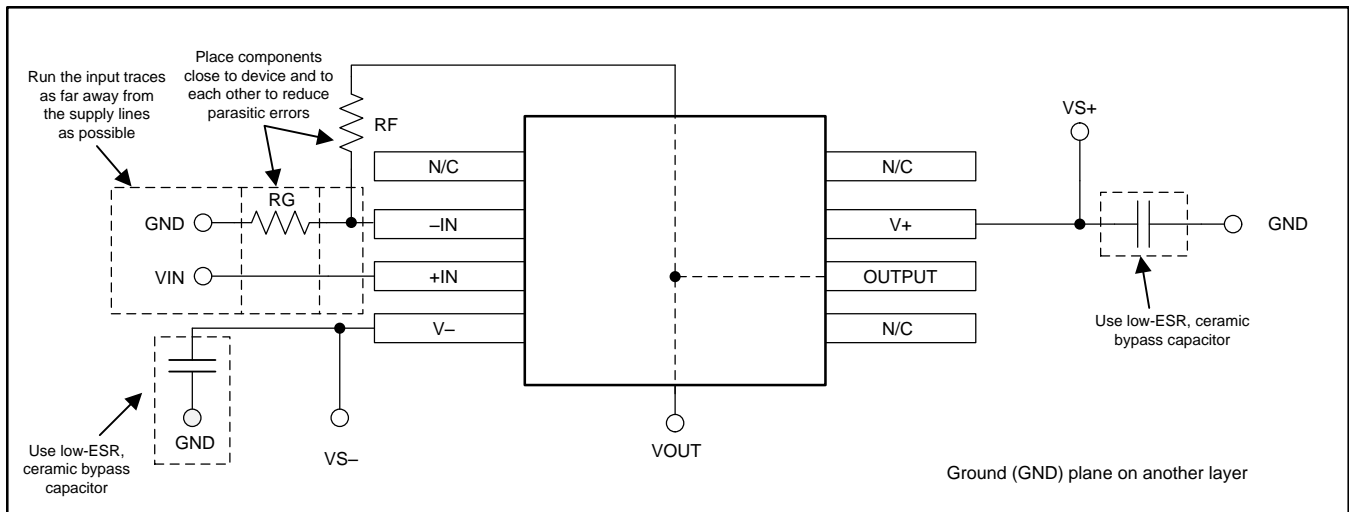 Run the input traces
as far away from
the supply lines
as possible
Place components
close to device and to
each other to reduce
parasitic errors
RF
VS+
N/C
N/C
RG
GND
–IN
V+
GND
VIN
+IN
OUTPUT
V–
N/C
Use low-ESR, ceramic
bypass capacitor
GND
Use low-ESR,
ceramic bypass
capacitor
VS–
VOUT
Ground (GND) plane on another layer